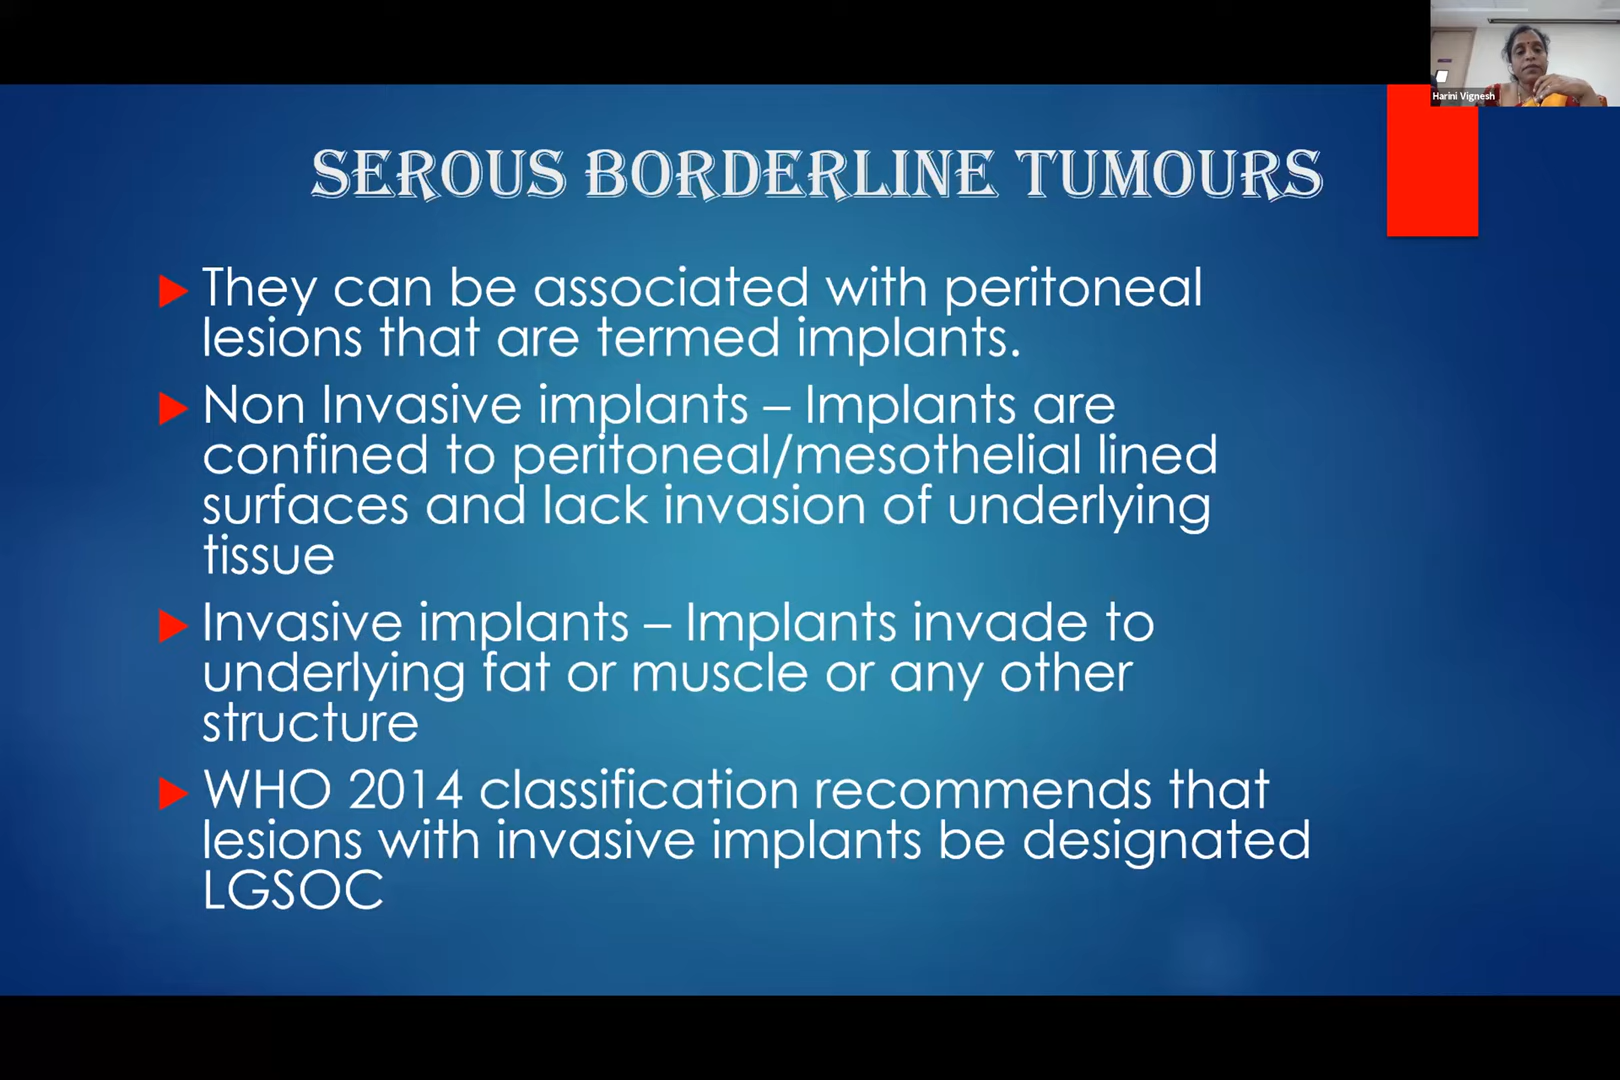 Harini Vignesh
SEROUS BORDERLINE TUMOURS
They can be associated with peritoneal
lesions that are termed implants.
Non Invasive implants – Implants are
confined to peritoneal/mesothelial lined
surfaces and lack invasion of underlying
tissue
Invasive implants – Implants invade to
underlying fat or muscle or any other
structure
WHO 2014 classification recommends that
lesions with invasive implants be designated
LGSOC